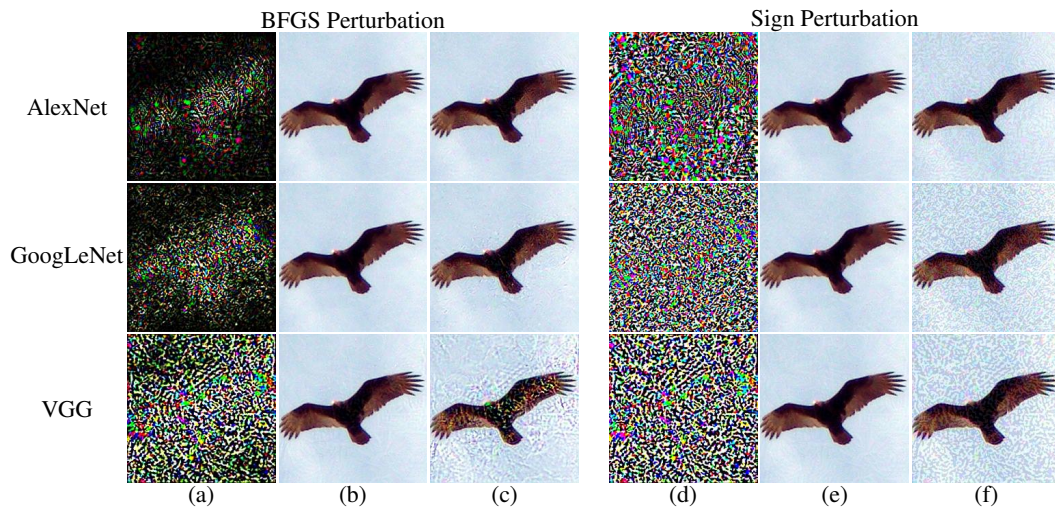 BFGS Perturbation
Sign Perturbation
AlexNet
GoogLeNet
VGG
(a)
(b)
(c)
(d)
(e)
(f)